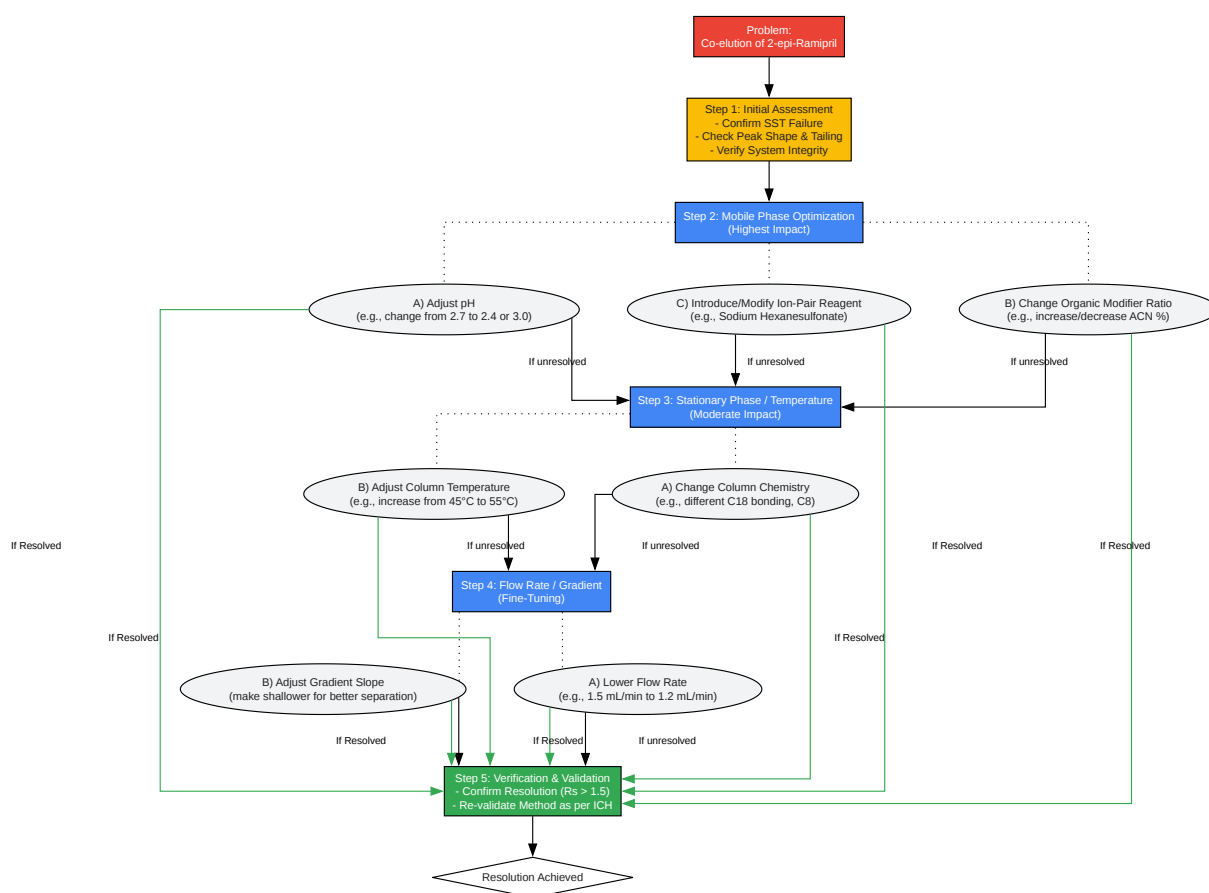 Problem:
Co-elution of 2-epi-Ramipril
Step 1: Initial Assessment
- Confirm SST Failure
- Check Peak Shape & Tailing
- Verify System Integrity
Step 2: Mobile Phase Optimization
(Highest Impact)
A) Adjust pH
(e.g., change from 2.7 to 2.4 or 3.0)
C) Introduce/Modify Ion-Pair Reagent
(e.g., Sodium Hexanesulfonate)
B) Change Organic Modifier Ratio
(e.g., increase/decrease ACN %)
If unresolved
If unresolved
If unresolved
Step 3: Stationary Phase / Temperature
(Moderate Impact)
B) Adjust Column Temperature
(e.g., increase from 45°C to 55°C)
A) Change Column Chemistry
(e.g., different C18 bonding, C8)
If Resolved
If unresolved
If unresolved
If Resolved
If Resolved
Step 4: Flow Rate / Gradient
(Fine-Tuning)
If Resolved
If Resolved
B) Adjust Gradient Slope
(make shallower for better separation)
A) Lower Flow Rate
(e.g., 1.5 mL/min to 1.2 mL/min)
If Resolved
If Resolved
If unresolved
Step 5: Verification & Validation
- Confirm Resolution (Rs > 1.5)
- Re-validate Method as per ICH
Resolution Achieved